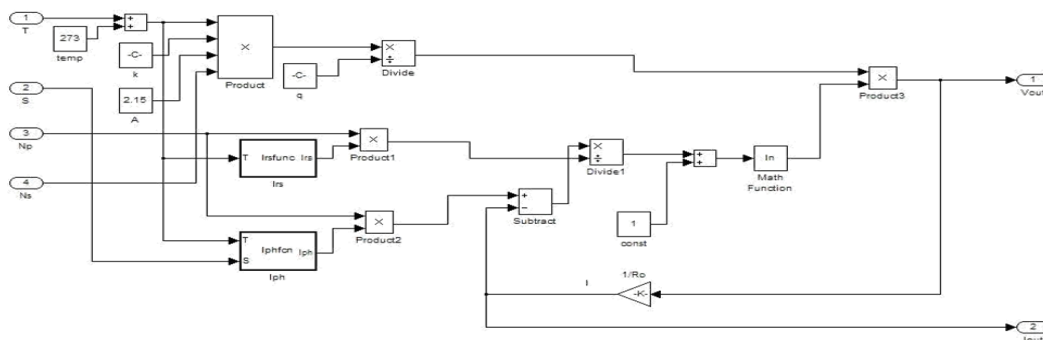 1
T
+
+
273
temp
-C-
k
2.15
A
×
Product
-C-
q
×
÷
Divide
×
Product3
1
Vout
2
S
3
Np
4
Ns
T
Irsfunc
Irs
Irs
×
Product1
×
÷
Divide1
+
+
ln
Math
Function
T
S
Iphfcn
Iph
Iph
×
Product2
+
−
Subtract
1
const
I
1/Ro
-K-
2